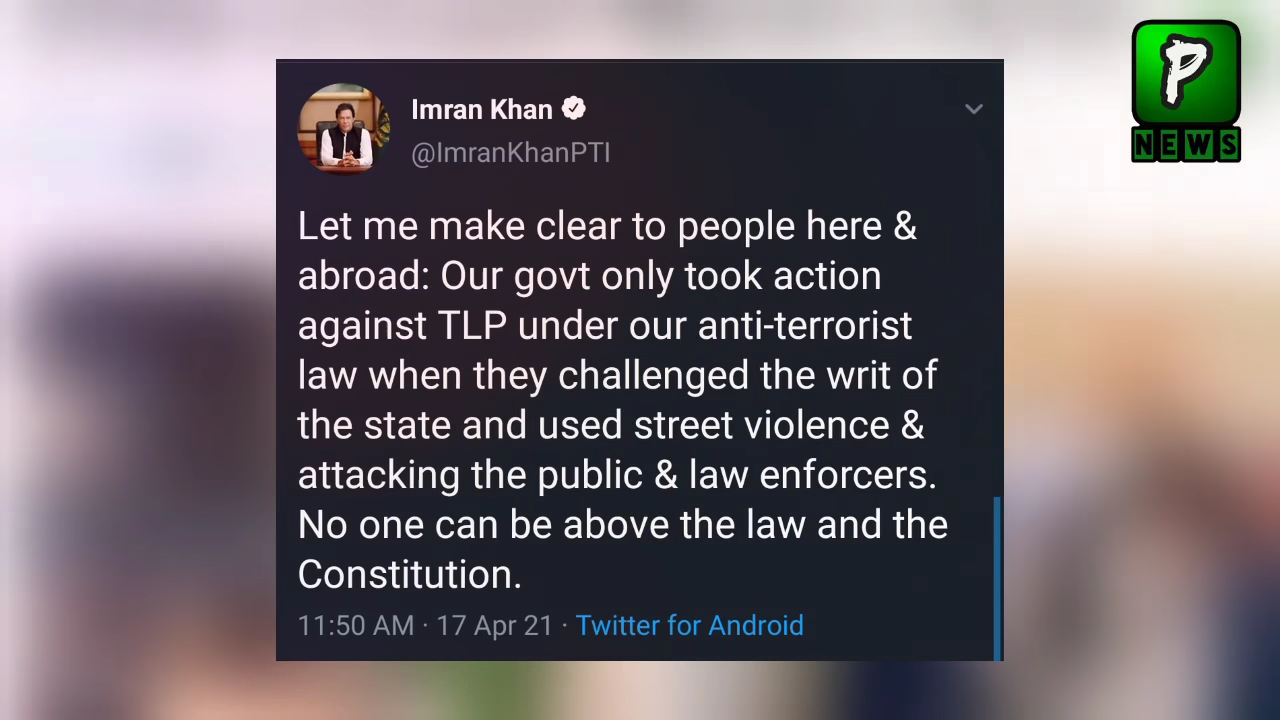 P
NEWS
Imran Khan
@ImranKhanPTI
Let me make clear to people here &
abroad: Our govt only took action
against TLP under our anti-terrorist
law when they challenged the writ of
the state and used street violence &
attacking the public & law enforcers.
No one can be above the law and the
Constitution.
11:50 AM · 17 Apr 21 · Twitter for Android